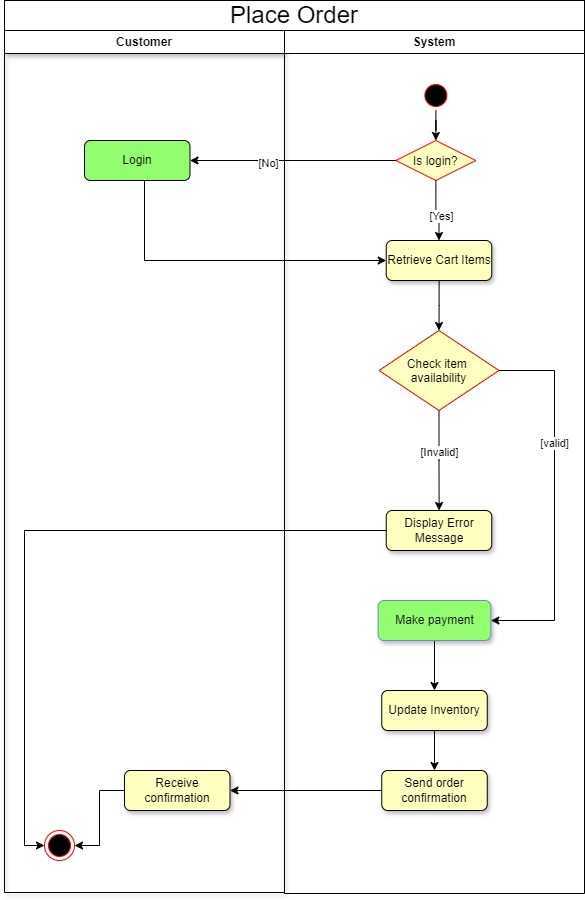 Place Order
Customer
System
Is login?
[No]
Login
[Yes]
Retrieve Cart Items
Check item
availability
[valid]
[Invalid]
Display Error
Message
Make payment
Update Inventory
Send order
confirmation
Receive
confirmation